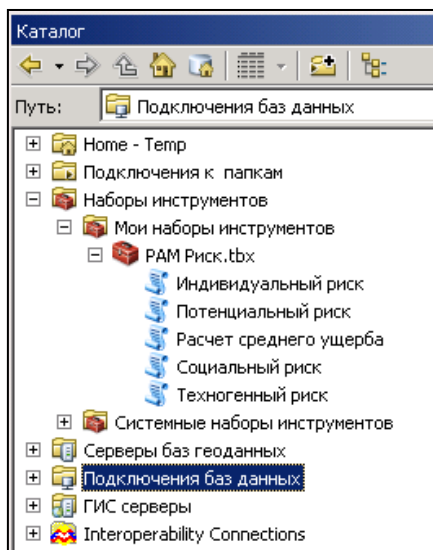 Каталог
Путь: Подключения баз данных
Home - Temp
Подключения к папкам
Наборы инструментов
Мои наборы инструментов
РАМ Риск.tbx
Индивидуальный риск
Потенциальный риск
Расчет среднего ущерба
Социальный риск
Техногенный риск
Системные наборы инструментов
Серверы баз геоданных
Подключения баз данных
ГИС серверы
Interoperability Connections